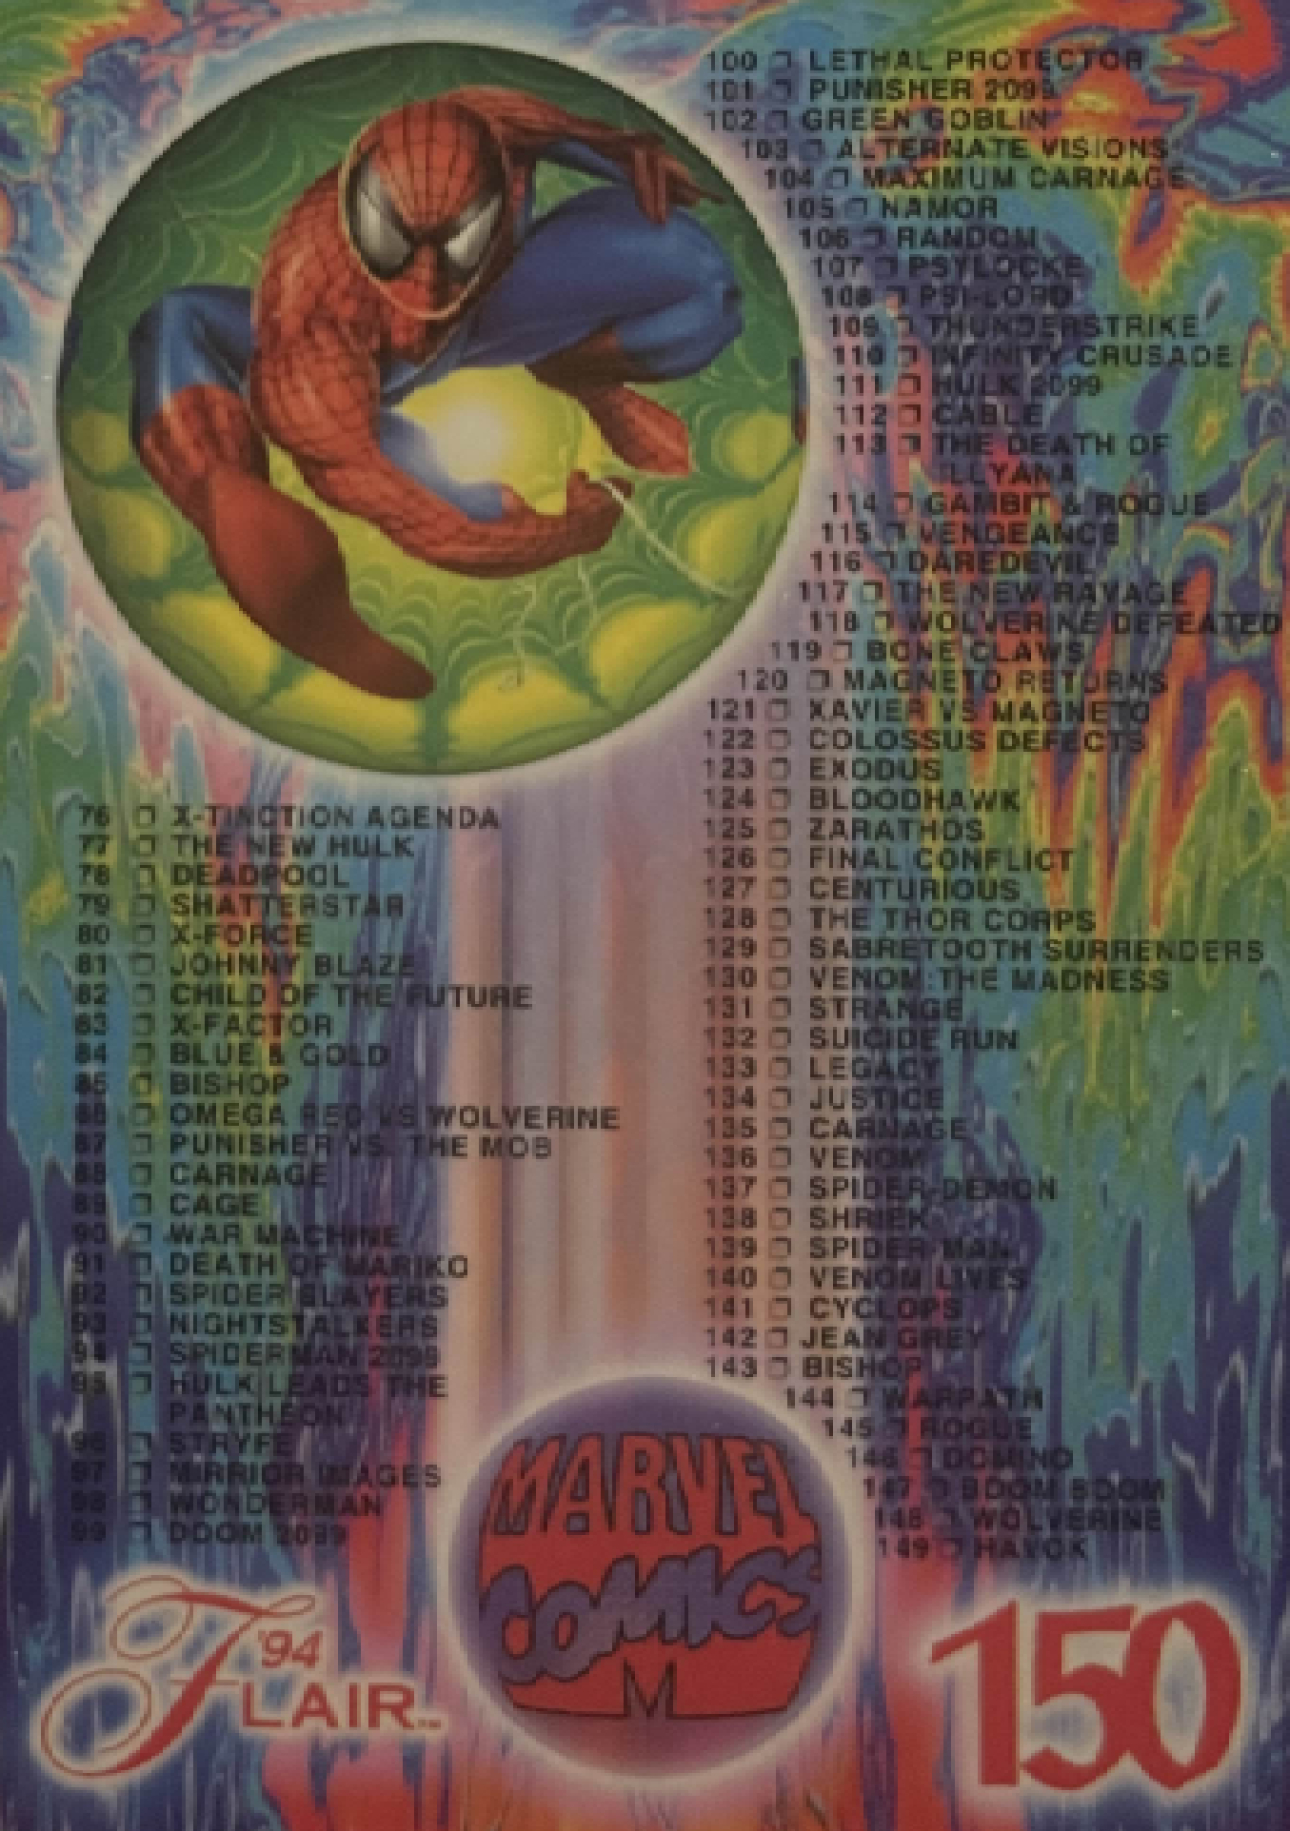 100 LETHAL PROTECTOR
101 PUNISHER 2099
102 GREEN GOBLIN
103 ALTERNATE VISIONS
104 MAXIMUM CARNAGE
105 NAMOR
106 RANDOM
107 PSYLOCKE
108 PSI-LORD
109 THUNDERSTRIKE
110 INFINITY CRUSADE
111 HULK 2099
112 CABLE
113 THE DEATH OF
ILLYANA
114 GAMBIT & ROGUE
115 VENGEANCE
116 DAREDEVIL
117 THE NEW RAVAGE
118 WOLVERINE DEFEATED
119 BONE CLAWS
120 MAGNETO RETURNS
121 XAVIER VS MAGNETO
122 COLOSSUS DEFECTS
123 EXODUS
124 BLOODHAWK
125 ZARATHOS
126 FINAL CONFLICT
127 CENTURIOUS
128 THE THOR CORPS
129 SABRETOOTH SURRENDERS
130 VENOM: THE MADNESS
131 STRANGE
132 SUICIDE RUN
133 LEGACY
134 JUSTICE
135 CARNAGE
136 VENOM
137 SPIDER-DEMON
138 SHRIEK
139 SPIDER-MAN
140 VENOM LIVES
141 CYCLOPS
142 JEAN GREY
143 BISHOP
144 WARPATH
145 ROGUE
146 DOMINO
147 BOOM BOOM
148 WOLVERINE
149 HAVOK
76 X-TINCTION AGENDA
77 THE NEW HULK
78 DEADPOOL
79 SHATTERSTAR
80 X-FORCE
81 JOHNNY BLAZE
82 CHILD OF THE FUTURE
83 X-FACTOR
84 BLUE & GOLD
85 BISHOP
86 OMEGA RED VS WOLVERINE
87 PUNISHER VS. THE MOB
88 CARNAGE
89 CAGE
90 WAR MACHINE
91 DEATH OF MARIKO
92 SPIDER SLAYERS
93 NIGHTSTALKERS
94 SPIDERMAN 2099
95 HULK LEADS THE
PANTHEON
96 STRYFE
97 MIRRIOR IMAGES
98 WONDERMAN
99 DOOM 2099
MARVEL
COMICS
M
'94
FLAIR™
150